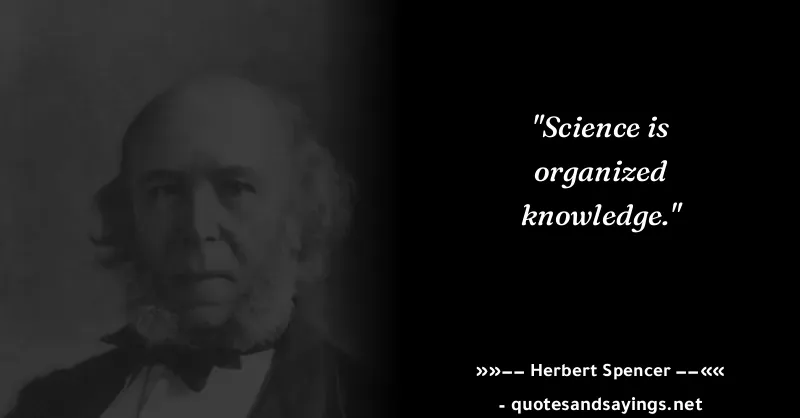 "Science is
organized
knowledge."
»»–– Herbert Spencer ––««
- quotesandsayings.net